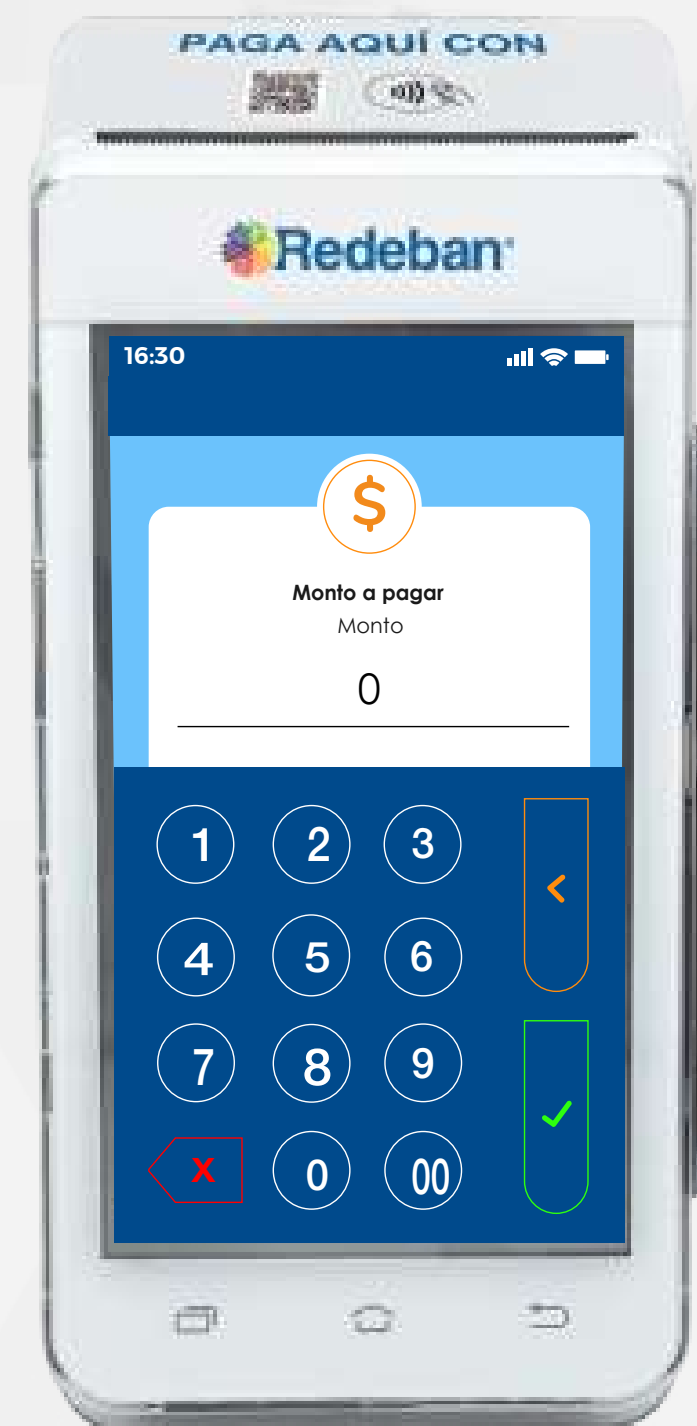 PAGA AQUÍ CON
Redeban
16:30
$
Monto a pagar
Monto
0
1 2 3 <
4 5 6
7 8 9
X 0 00